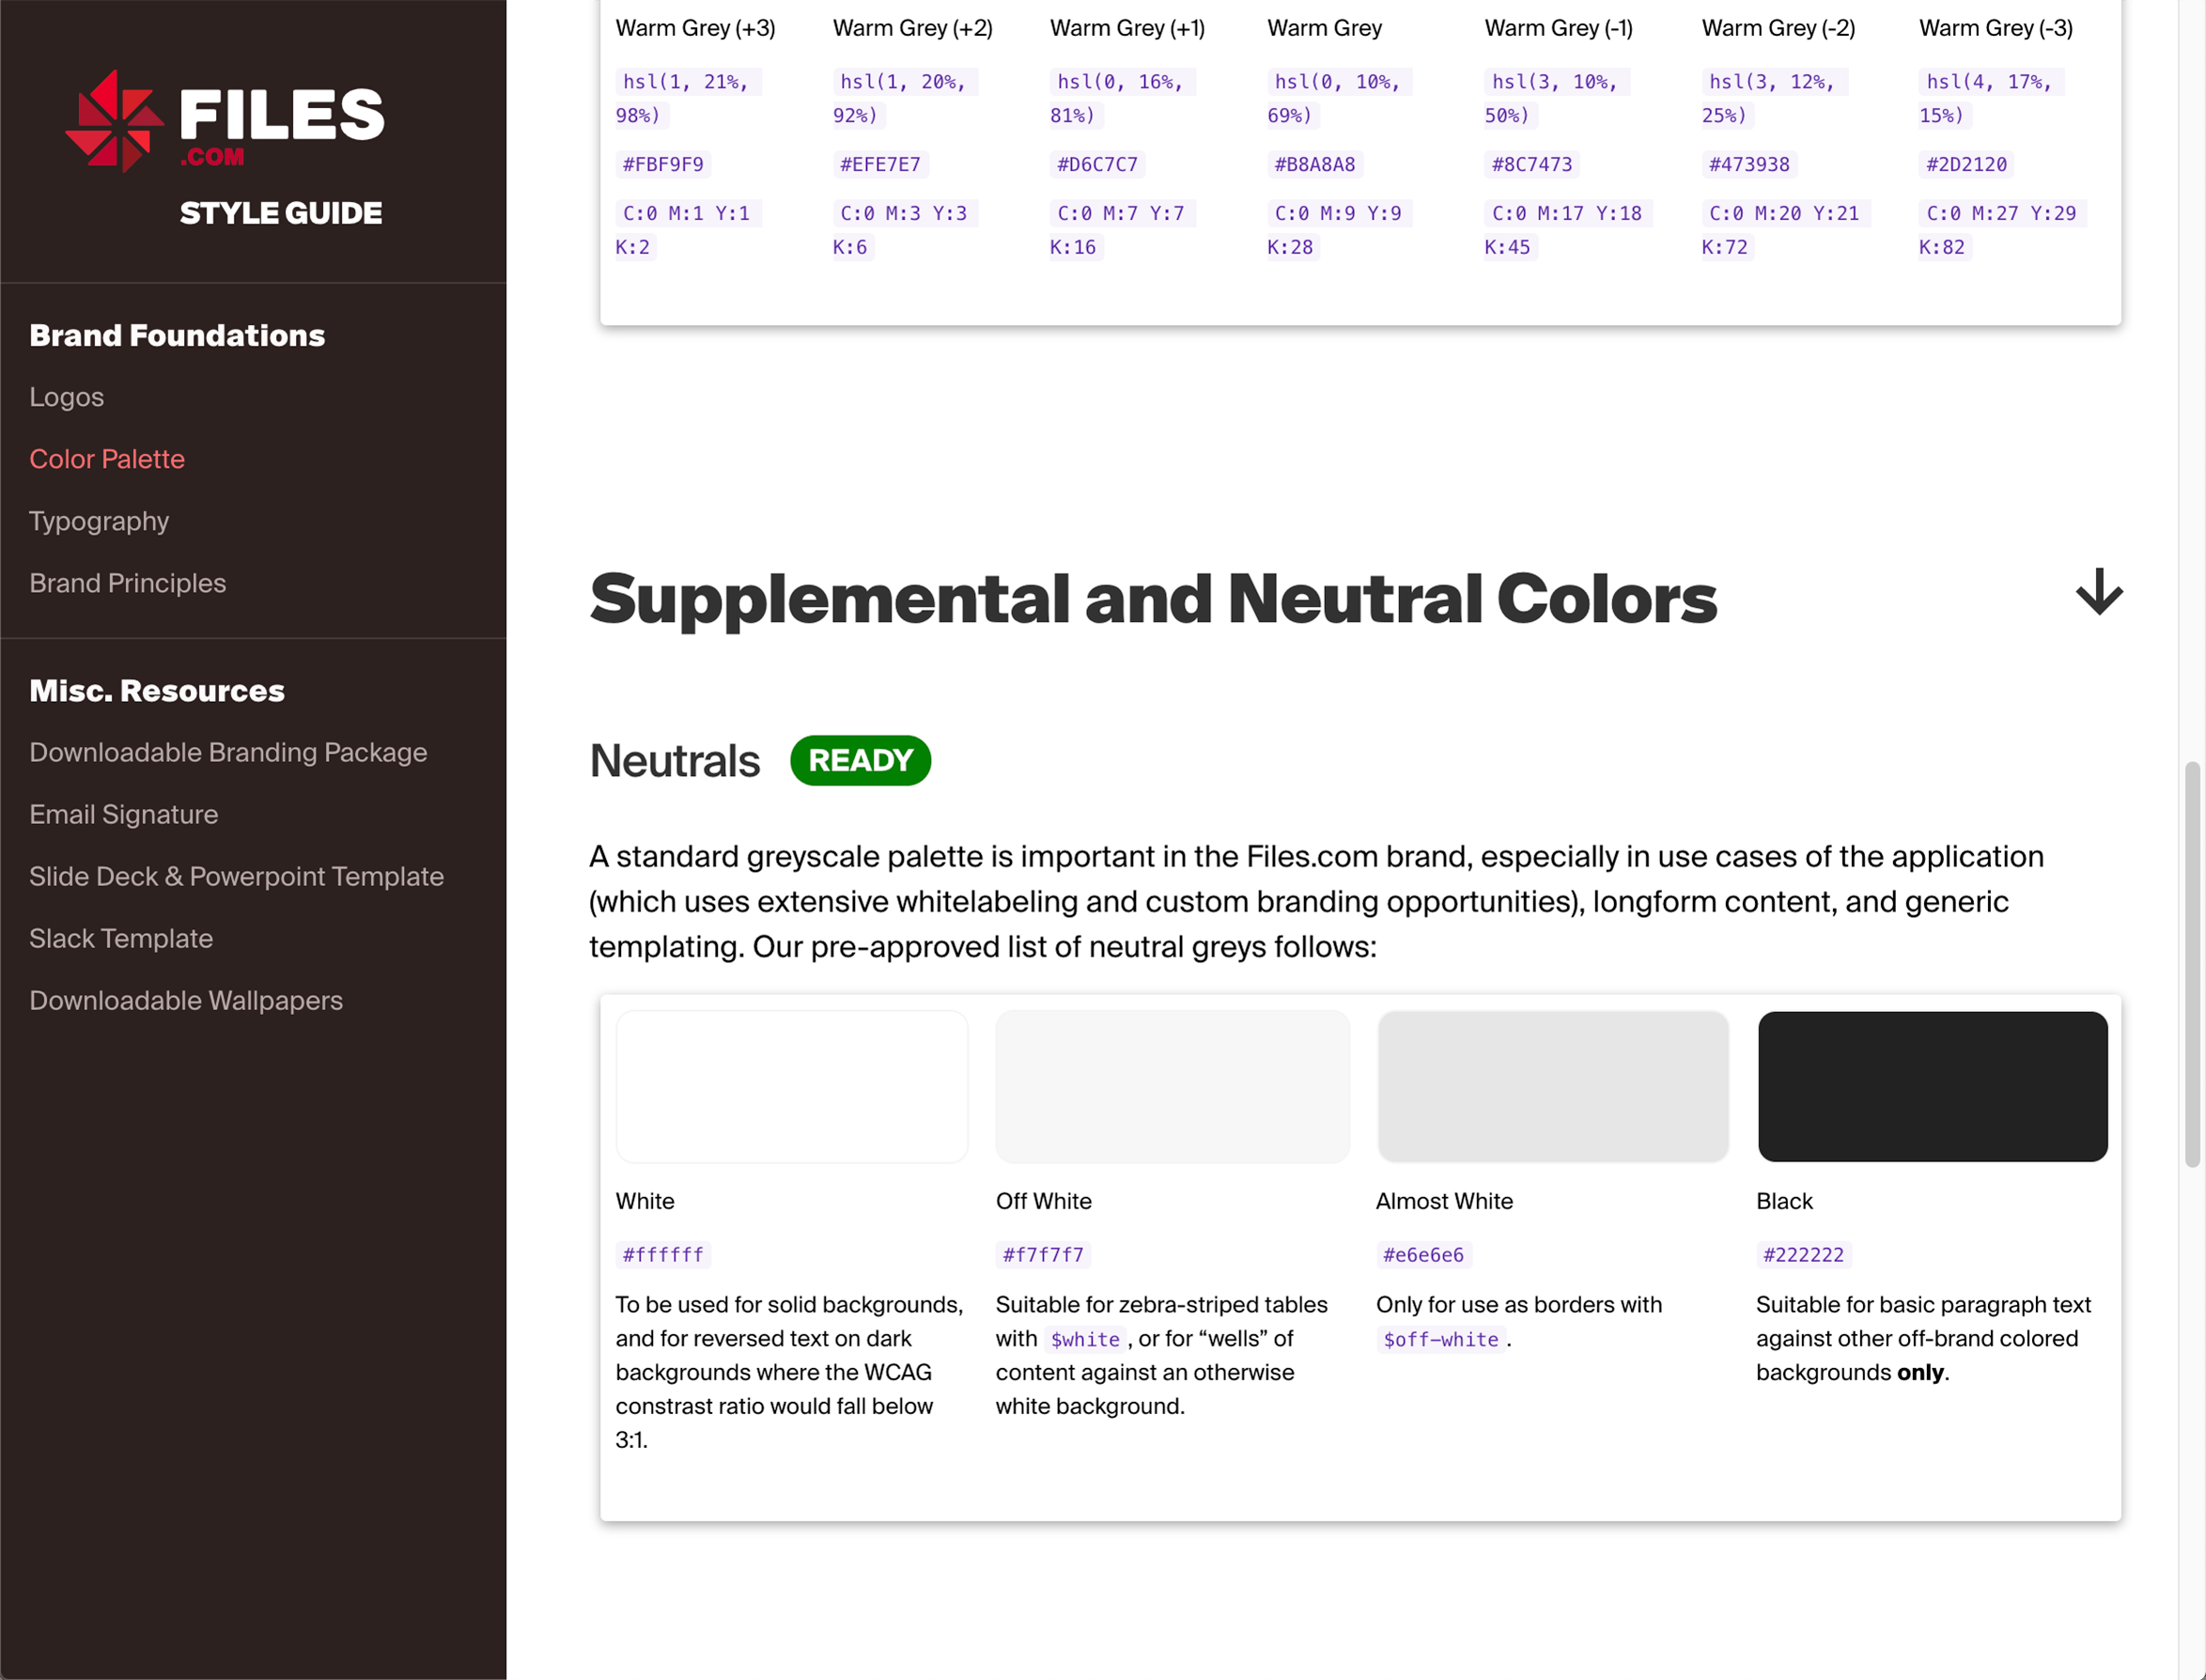 FILES
.COM
STYLE GUIDE
Brand Foundations
Logos
Color Palette
Typography
Brand Principles
Misc. Resources
Downloadable Branding Package
Email Signature
Slide Deck & Powerpoint Template
Slack Template
Downloadable Wallpapers
Warm Grey (+3)
hsl(1, 21%,
98%)
#FBF9F9
C:0 M:1 Y:1
K:2
Warm Grey (+2)
hsl(1, 20%,
92%)
#EFE7E7
C:0 M:3 Y:3
K:6
Warm Grey (+1)
hsl(0, 16%,
81%)
#D6C7C7
C:0 M:7 Y:7
K:16
Warm Grey
hsl(0, 10%,
69%)
#B8A8A8
C:0 M:9 Y:9
K:28
Warm Grey (-1)
hsl(3, 10%,
50%)
#8C7473
C:0 M:17 Y:18
K:45
Warm Grey (-2)
hsl(3, 12%,
25%)
#473938
C:0 M:20 Y:21
K:72
Warm Grey (-3)
hsl(4, 17%,
15%)
#2D2120
C:0 M:27 Y:29
K:82
Supplemental and Neutral Colors
Neutrals READY
A standard greyscale palette is important in the Files.com brand, especially in use cases of the application
(which uses extensive whitelabeling and custom branding opportunities), longform content, and generic
templating. Our pre-approved list of neutral greys follows:
White
#ffffff
To be used for solid backgrounds,
and for reversed text on dark
backgrounds where the WCAG
constrast ratio would fall below
3:1.
Off White
#f7f7f7
Suitable for zebra-striped tables
with $white, or for “wells” of
content against an otherwise
white background.
Almost White
#e6e6e6
Only for use as borders with
$off-white.
Black
#222222
Suitable for basic paragraph text
against other off-brand colored
backgrounds only.